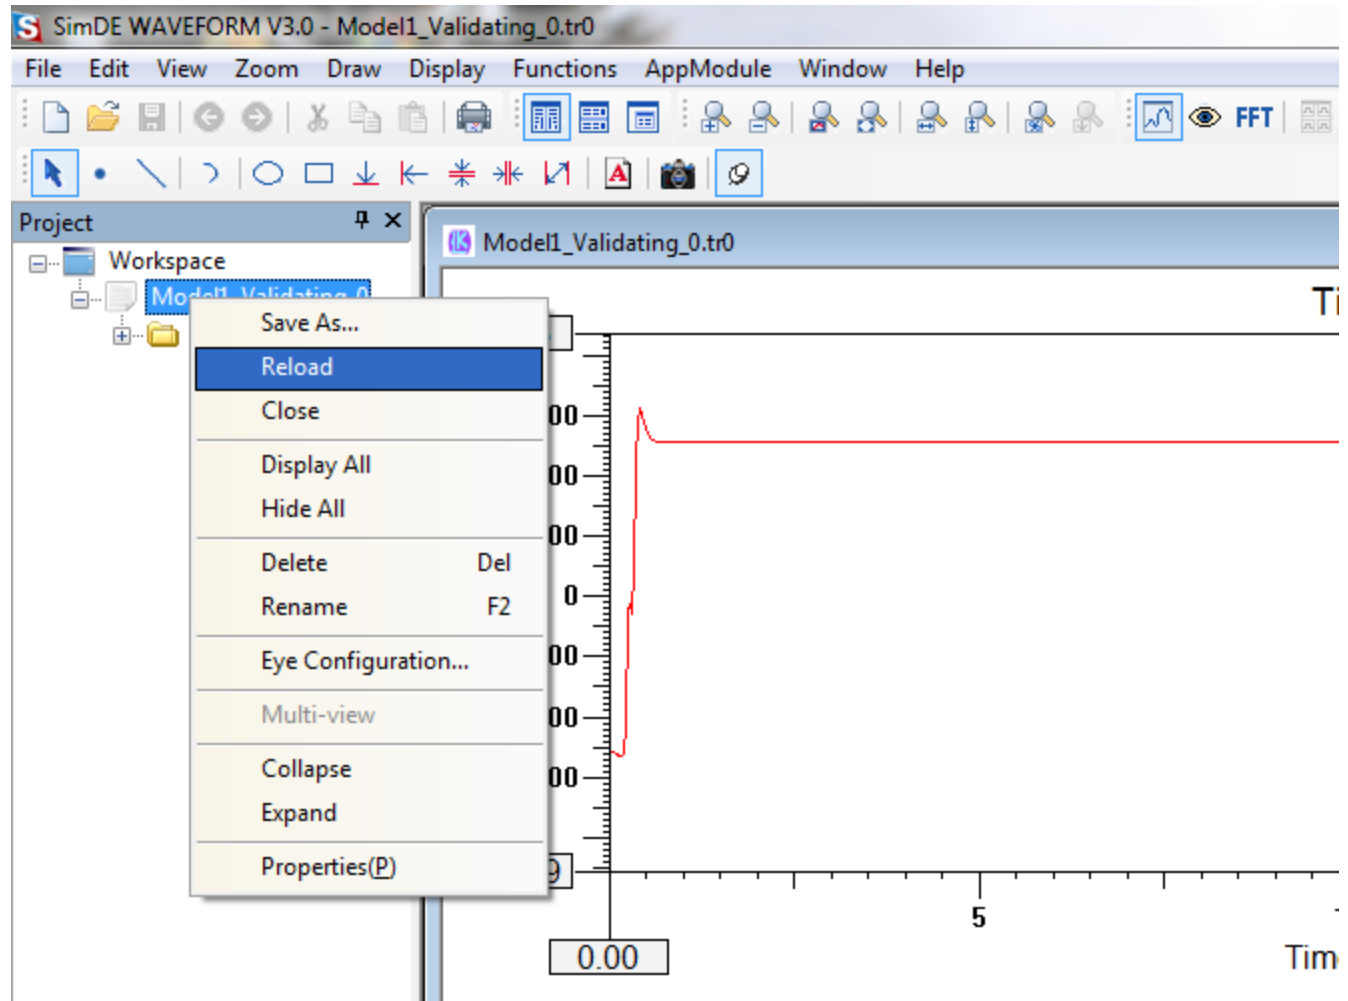 SimDE WAVEFORM V3.0 - Model1_Validating_0.tr0
File Edit View Zoom Draw Display Functions AppModule Window Help
FFT
A
Project
Workspace
Model1_Validating_0
Model1_Validating_0.tr0
Save As...
Reload
Close
Display All
Hide All
Delete Del
Rename F2
Eye Configuration...
Multi-view
Collapse
Expand
Properties(P)
00
00
00
0
00
00
00
9
5
0.00